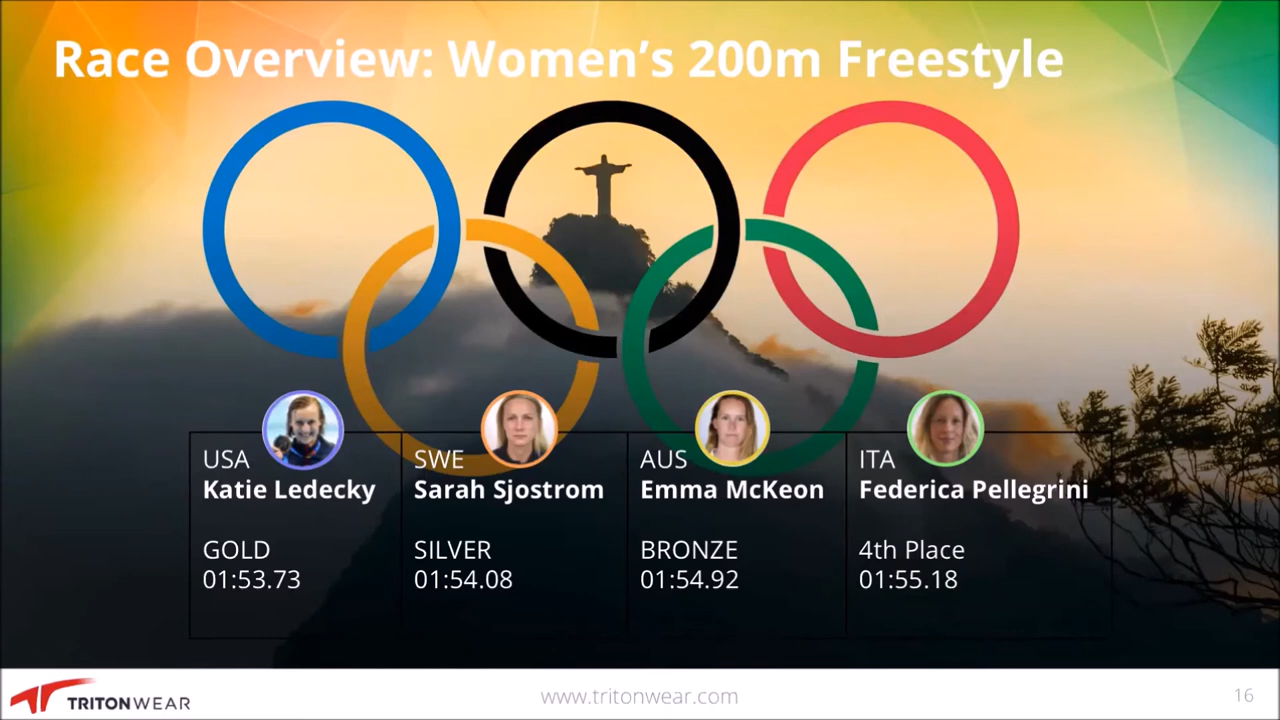 Race Overview: Women's 200m Freestyle
USA
Katie Ledecky
GOLD
01:53.73
SWE
Sarah Sjostrom
SILVER
01:54.08
AUS
Emma McKeon
BRONZE
01:54.92
ITA
Federica Pellegrini
4th Place
01:55.18
TRITONWEAR
www.tritonwear.com
16